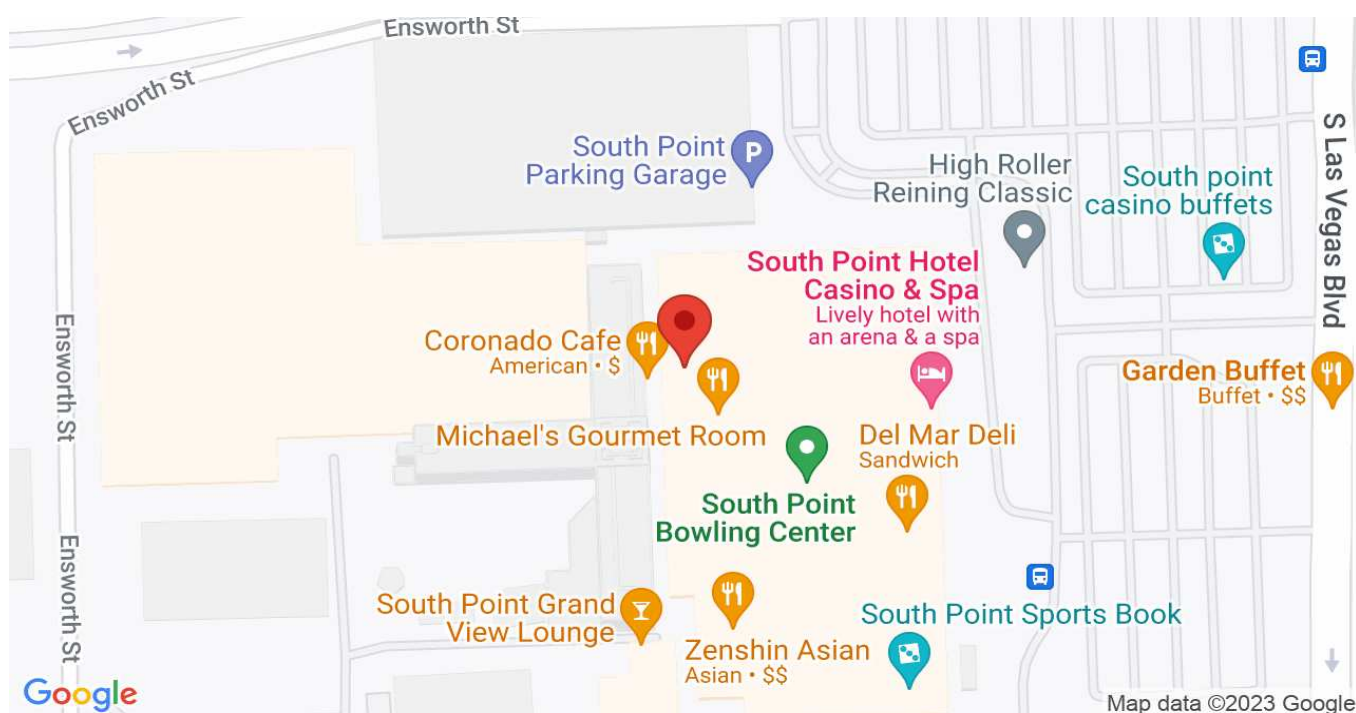 Ensworth St
Ensworth St
South Point
Parking Garage
P
High Roller
Reining Classic
South point
casino buffets
S Las Vegas Blvd
South Point Hotel
Casino & Spa
Lively hotel with
an arena & a spa
Ensworth St
Coronado Cafe
American • $
Garden Buffet
Buffet • $$
Michael's Gourmet Room
Del Mar Deli
Sandwich
South Point
Bowling Center
Ensworth St
South Point Grand
View Lounge
South Point Sports Book
Zenshin Asian
Asian • $$
Google
Map data ©2023 Google